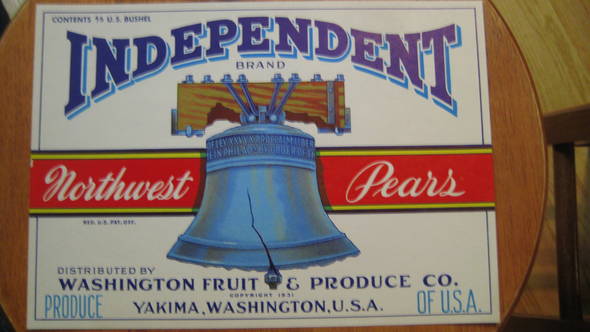 CONTENTS 4/5 U.S. BUSHEL
INDEPENDENT
BRAND
Northwest Pears
REG. U.S. PAT. OFF.
DISTRIBUTED BY
WASHINGTON FRUIT & PRODUCE CO.
COPYRIGHT 1931
PRODUCE YAKIMA, WASHINGTON, U.S.A. OF U.S.A.